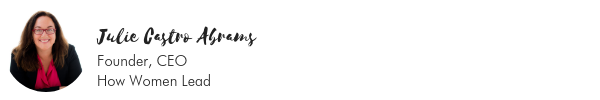 Julie Castro Abrams
Founder, CEO
How Women Lead